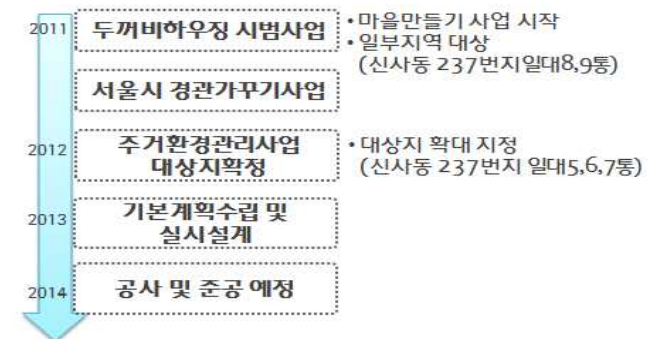 2011 두꺼비하우징 시범사업 • 마을만들기 사업 시작
• 일부지역 대상
(신사동 237번지일대8,9통)
서울시 경관가꾸기사업
2012 주거환경관리사업 • 대상지 확대 지정
대상지확정 (신사동 237번지 일대5,6,7통)
2013 기본계획수립 및
실시설계
2014 공사 및 준공 예정